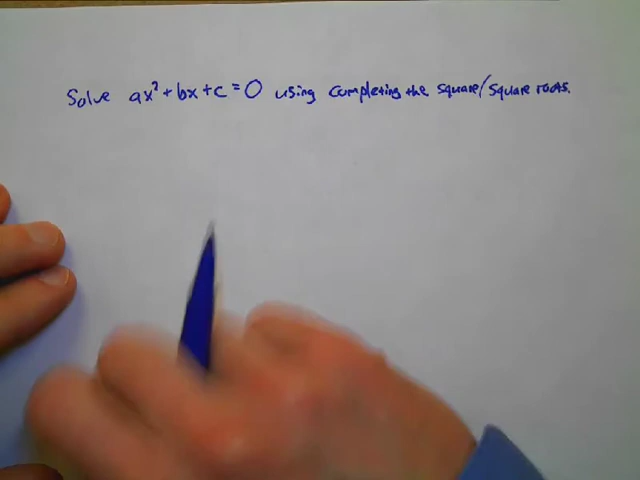 Solve ax² + bx + c = 0 using completing the square/square roots.